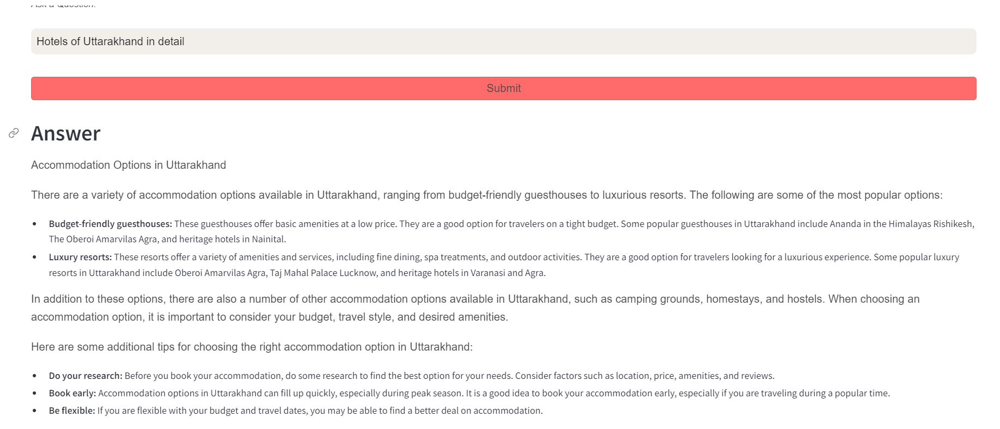 Ask a Question:
Hotels of Uttarakhand in detail
Submit
Answer
Accommodation Options in Uttarakhand
There are a variety of accommodation options available in Uttarakhand, ranging from budget-friendly guesthouses to luxurious resorts. The following are some of the most popular options:
• Budget-friendly guesthouses: These guesthouses offer basic amenities at a low price. They are a good option for travelers on a tight budget. Some popular guesthouses in Uttarakhand include Ananda in the Himalayas Rishikesh,
The Oberoi Amarvilas Agra, and heritage hotels in Nainital.
• Luxury resorts: These resorts offer a variety of amenities and services, including fine dining, spa treatments, and outdoor activities. They are a good option for travelers looking for a luxurious experience. Some popular luxury
resorts in Uttarakhand include Oberoi Amarvilas Agra, Taj Mahal Palace Lucknow, and heritage hotels in Varanasi and Agra.
In addition to these options, there are also a number of other accommodation options available in Uttarakhand, such as camping grounds, homestays, and hostels. When choosing an
accommodation option, it is important to consider your budget, travel style, and desired amenities.
Here are some additional tips for choosing the right accommodation option in Uttarakhand:
• Do your research: Before you book your accommodation, do some research to find the best option for your needs. Consider factors such as location, price, amenities, and reviews.
• Book early: Accommodation options in Uttarakhand can fill up quickly, especially during peak season. It is a good idea to book your accommodation early, especially if you are traveling during a popular time.
• Be flexible: If you are flexible with your budget and travel dates, you may be able to find a better deal on accommodation.